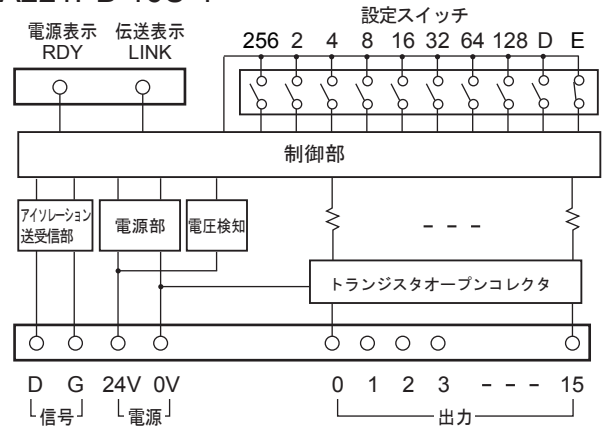 設定スイッチ
電源表示 伝送表示
RDY LINK
256 2 4 8 16 32 64 128 D E
制御部
アイソレーション
送受信部
電源部
電圧検知
トランジスタオープンコレクタ
D G 24V 0V 0 1 2 3 - - - 15
信号 電源 出力